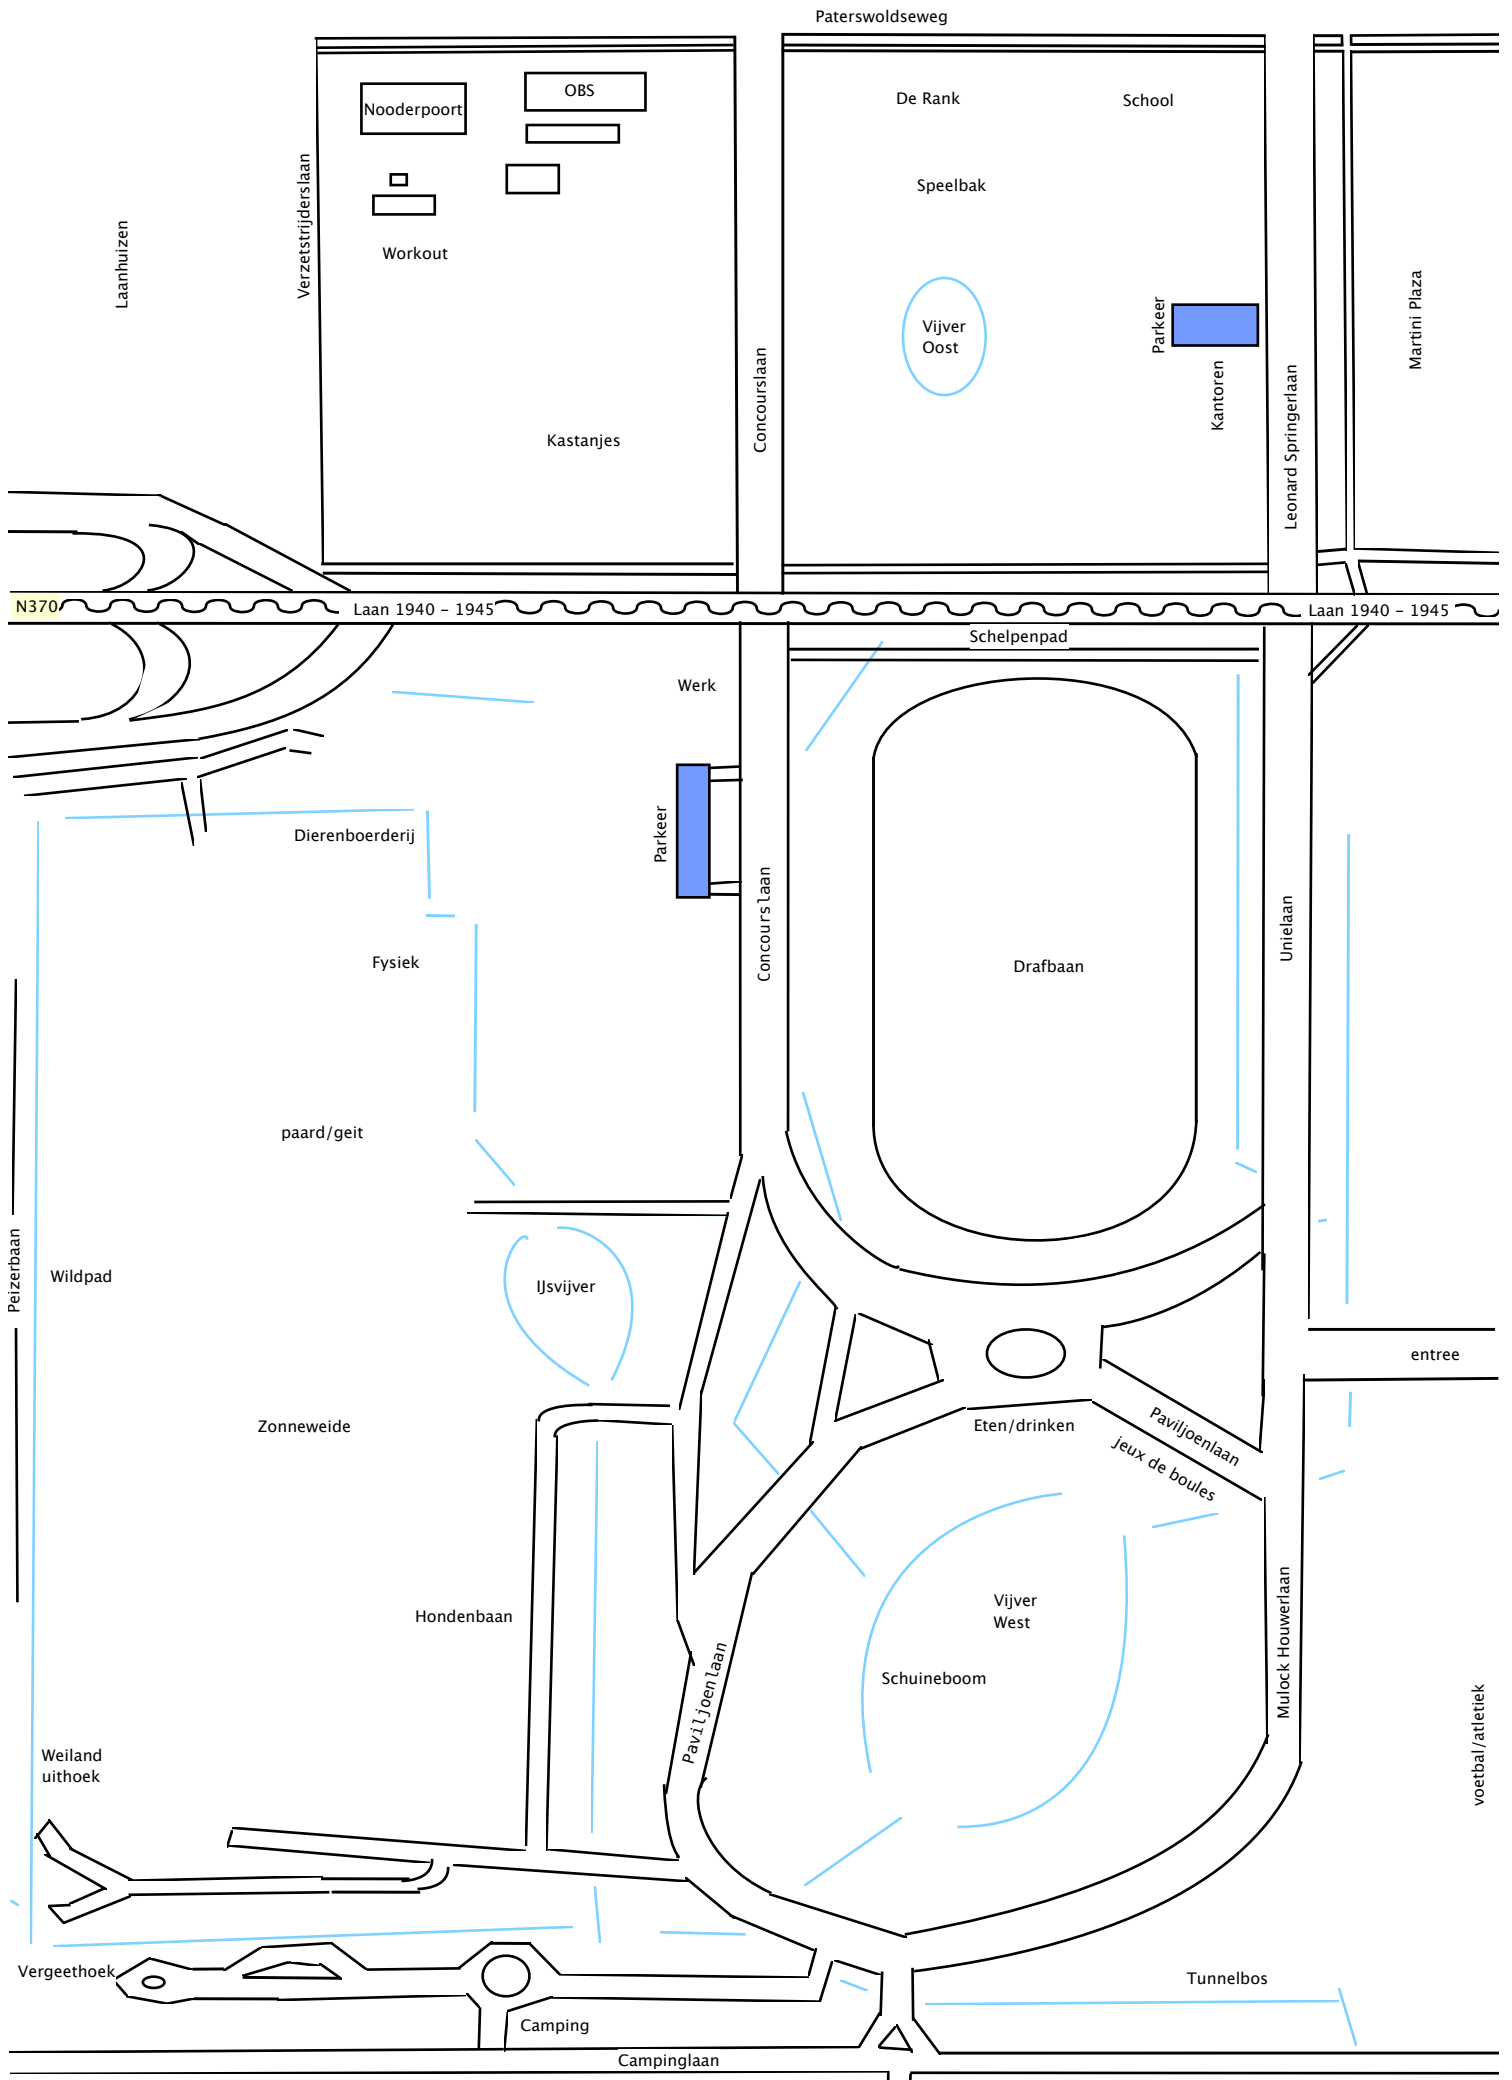 Paterswoldseweg
Nooderpoort
OBS
De Rank
School
Speelbak
Workout
Verzetstrijderslaan
Laanhuizen
Vijver
Oost
Parkeer
Kantoren
Martini Plaza
Concourslaan
Leonard Springerlaan
Kastanjes
N370
Laan 1940 - 1945
Laan 1940 - 1945
Schelpenpad
Werk
Parkeer
Dierenboerderij
Concourslaan
Unielaan
Fysiek
Drafbaan
paard/geit
Peizerbaan
Wildpad
IJsvijver
entree
Zonneweide
Eten/drinken
Paviljoenlaan
jeux de boules
Vijver
West
Hondenbaan
Schuineboom
Mulock Houwerlaan
Paviljoenlaan
voetbal/atletiek
Weiland
uithoek
Vergeethoek
Tunnelbos
Camping
Campinglaan